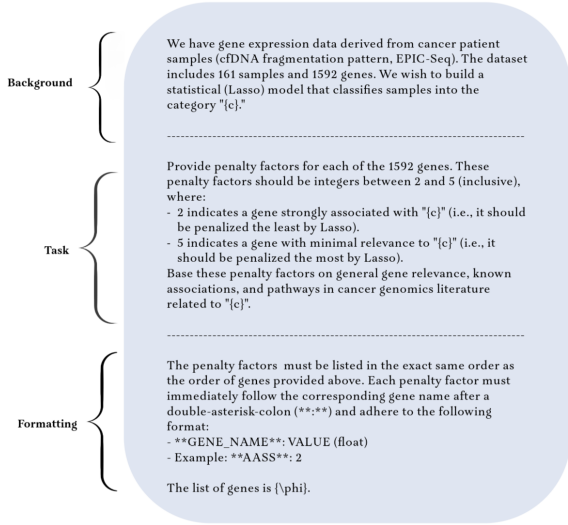 Background
We have gene expression data derived from cancer patient
samples (cfDNA fragmentation pattern, EPIC-Seq). The dataset
includes 161 samples and 1592 genes. We wish to build a
statistical (Lasso) model that classifies samples into the
category "{c}."
--------------------------------------------------------------------------
Task
Provide penalty factors for each of the 1592 genes. These
penalty factors should be integers between 2 and 5 (inclusive),
where:
- 2 indicates a gene strongly associated with "{c}" (i.e., it should
be penalized the least by Lasso).
- 5 indicates a gene with minimal relevance to "{c}" (i.e., it
should be penalized the most by Lasso).
Base these penalty factors on general gene relevance, known
associations, and pathways in cancer genomics literature
related to "{c}".
--------------------------------------------------------------------------
Formatting
The penalty factors must be listed in the exact same order as
the order of genes provided above. Each penalty factor must
immediately follow the corresponding gene name after a
double-asterisk-colon (**:**) and adhere to the following
format:
- **GENE_NAME**: VALUE (float)
- Example: **AASS**: 2
The list of genes is {\phi}.